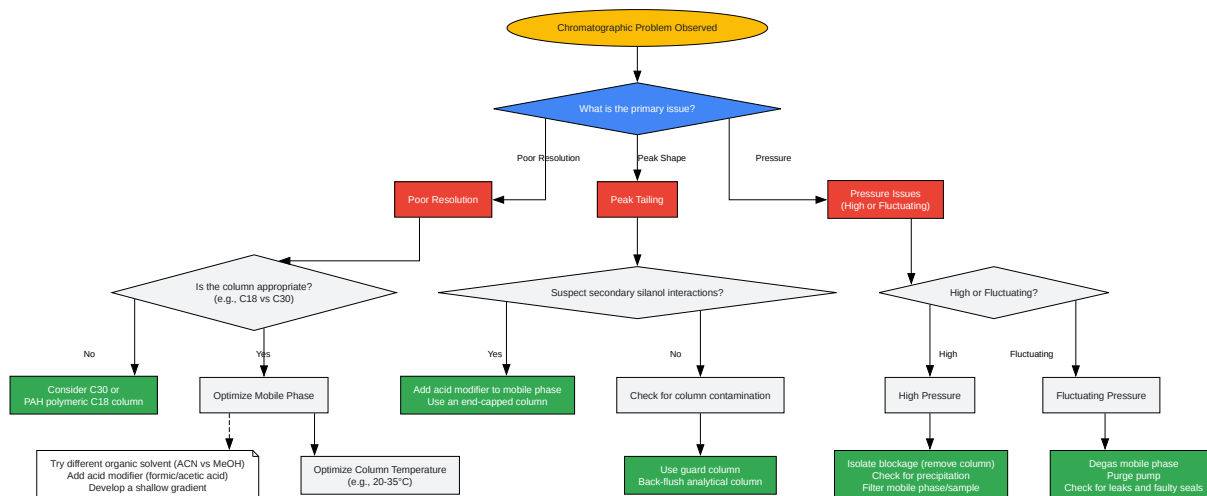 Chromatographic Problem Observed
What is the primary issue?
Poor Resolution
Peak Shape
Pressure
Poor Resolution
Peak Tailing
Pressure Issues
(High or Fluctuating)
Is the column appropriate?
(e.g., C18 vs C30)
Suspect secondary silanol interactions?
High or Fluctuating?
No
Yes
Yes
No
High
Fluctuating
Consider C30 or
PAH polymeric C18 column
Optimize Mobile Phase
Add acid modifier to mobile phase
Use an end-capped column
Check for column contamination
High Pressure
Fluctuating Pressure
Try different organic solvent (ACN vs MeOH)
Add acid modifier (formic/acetic acid)
Develop a shallow gradient
Optimize Column Temperature
(e.g., 20-35°C)
Use guard column
Back-flush analytical column
Isolate blockage (remove column)
Check for precipitation
Filter mobile phase/sample
Degas mobile phase
Purge pump
Check for leaks and faulty seals